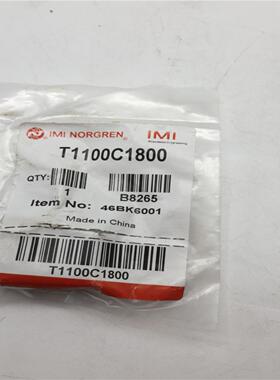 IMI NORGREN® IMI
T1100C1800
QTY: 1 B8265
Item No: 46BK6001
Made in China
T1100C1800